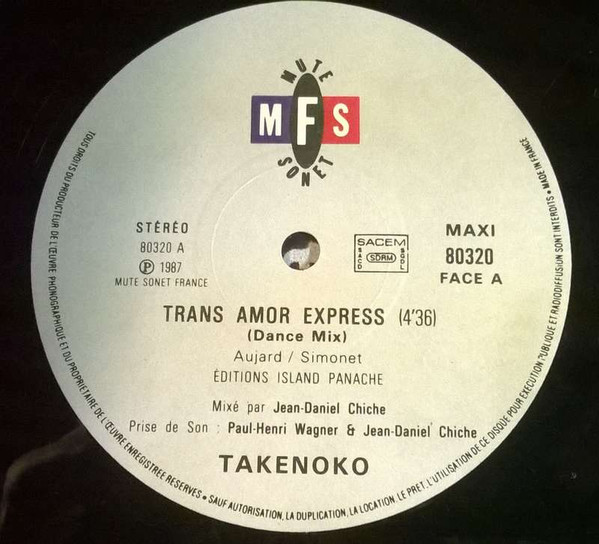 MUTE
MFS
SONET
STÉRÉO
80320 A
Ⓟ 1987
MUTE SONET FRANCE
SACEM
SACD
SDRM
SGDL
MAXI
80320
FACE A
TRANS AMOR EXPRESS (4'36)
(Dance Mix)
Aujard / Simonet
ÉDITIONS ISLAND PANACHE
Mixé par Jean-Daniel Chiche
Prise de Son : Paul-Henri Wagner & Jean-Daniel Chiche
TAKENOKO
TOUS DROITS DU PRODUCTEUR DE L'ŒUVRE PHONOGRAPHIQUE ET DU PROPRIÉTAIRE DE L'ŒUVRE ENREGISTRÉE RÉSERVÉS • SAUF AUTORISATION, LA DUPLICATION, LA LOCATION, LE PRÊT, L'UTILISATION DE CE DISQUE POUR EXÉCUTION PUBLIQUE ET RADIODIFFUSION SONT INTERDITS • MADE IN FRANCE